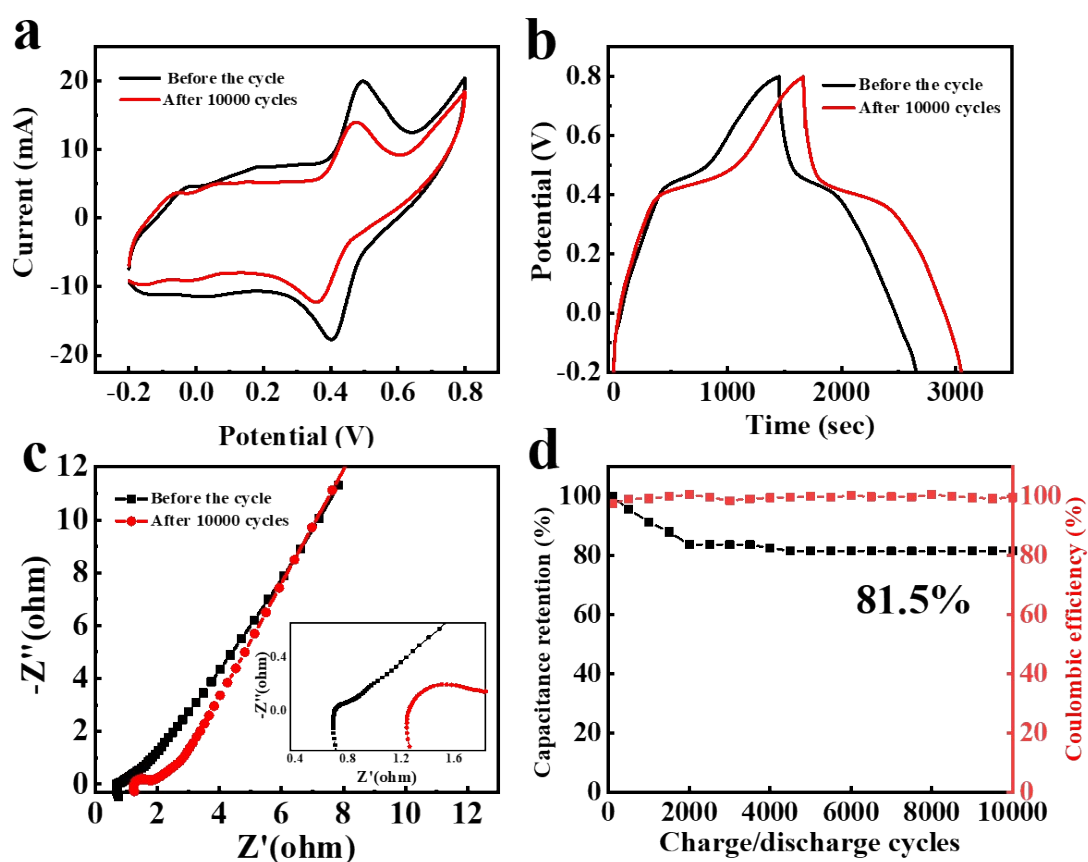 a
Before the cycle
After 10000 cycles
20
10
0
-10
-20
Current (mA)
-0.2 0.0 0.2 0.4 0.6 0.8
Potential (V)
b
Before the cycle
After 10000 cycles
0.8
0.4
0.0
-0.2
Potential (V)
0 1000 2000 3000
Time (sec)
c
Before the cycle
After 10000 cycles
12
10
8
6
4
2
0
-Z''(ohm)
0 2 4 6 8 10 12
Z'(ohm)
-0.4
0.0
-Z''(ohm)
0.4 0.8 1.2 1.6
Z'(ohm)
d
100
80
60
40
20
0
Capacitance retention (%)
81.5%
100
80
60
40
20
0
Coulombic efficiency (%)
0 2000 4000 6000 8000 10000
Charge/discharge cycles